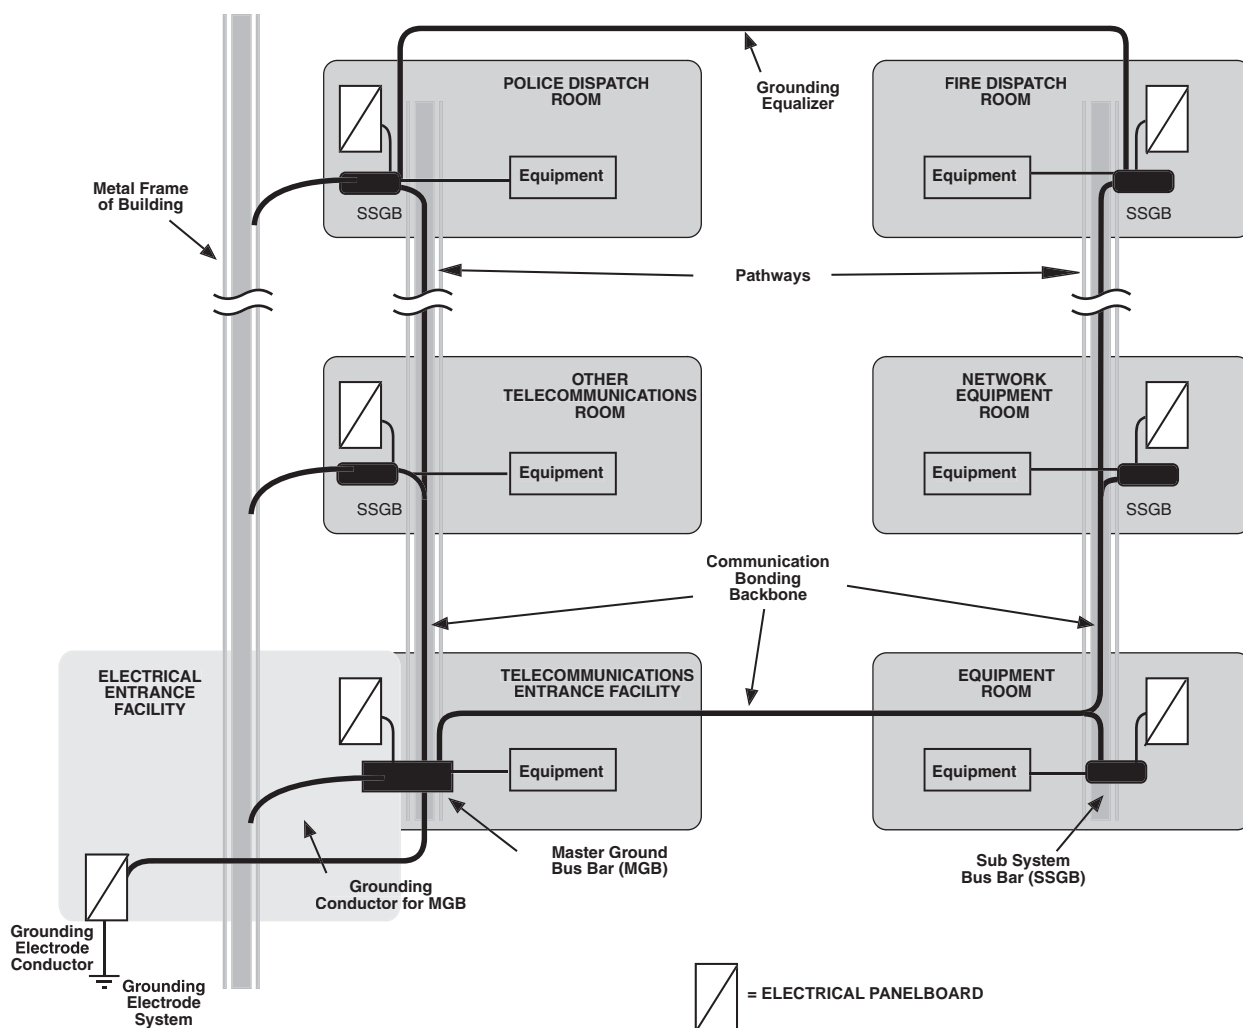 POLICE DISPATCH
ROOM
Equipment
SSGB
Grounding
Equalizer
FIRE DISPATCH
ROOM
Equipment
SSGB
Metal Frame
of Building
Pathways
OTHER
TELECOMMUNICATIONS
ROOM
Equipment
SSGB
NETWORK
EQUIPMENT
ROOM
Equipment
SSGB
Communication
Bonding
Backbone
ELECTRICAL
ENTRANCE
FACILITY
TELECOMMUNICATIONS
ENTRANCE FACILITY
Equipment
EQUIPMENT
ROOM
Equipment
Master Ground
Bus Bar (MGB)
Sub System
Bus Bar (SSGB)
Grounding
Conductor for MGB
Grounding
Electrode
Conductor
Grounding
Electrode
System
= ELECTRICAL PANELBOARD